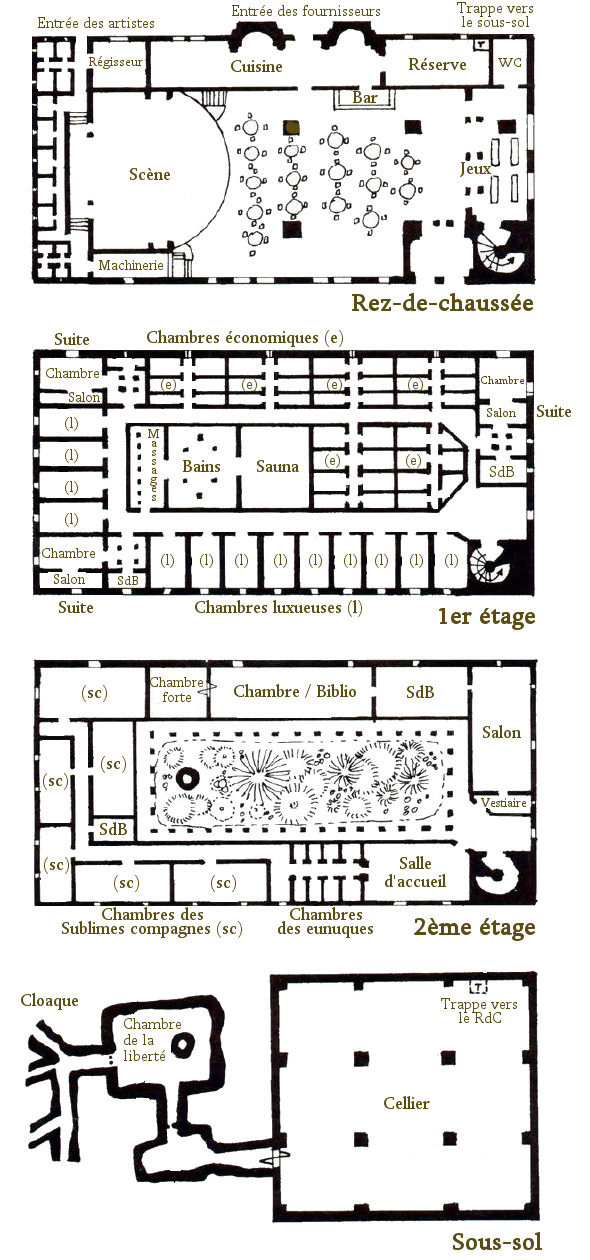 Entrée des artistes
Entrée des fournisseurs
Trappe vers
le sous-sol
Régisseur
Cuisine
Réserve
T
WC
Bar
Scène
Jeux
Machinerie
Rez-de-chaussée
Suite
Chambres économiques (e)
Chambre
Salon
(e)
(e)
(e)
(e)
Chambre
Salon
Suite
(l)
(l)
(l)
(l)
Massages
Bains
Sauna
(e)
(e)
SdB
Chambre
Salon
SdB
(l)
(l)
(l)
(l)
(l)
(l)
(l)
(l)
(l)
Suite
Chambres luxueuses (l)
1er étage
(sc)
Chambre
forte
Chambre / Biblio
SdB
Salon
(sc)
(sc)
Vestiaire
SdB
(sc)
(sc)
(sc)
Salle
d'accueil
Chambres des
Sublimes compagnes (sc)
Chambres
des eunuques
2ème étage
Cloaque
Chambre
de la
liberté
T
Trappe vers
le RdC
Cellier
Sous-sol